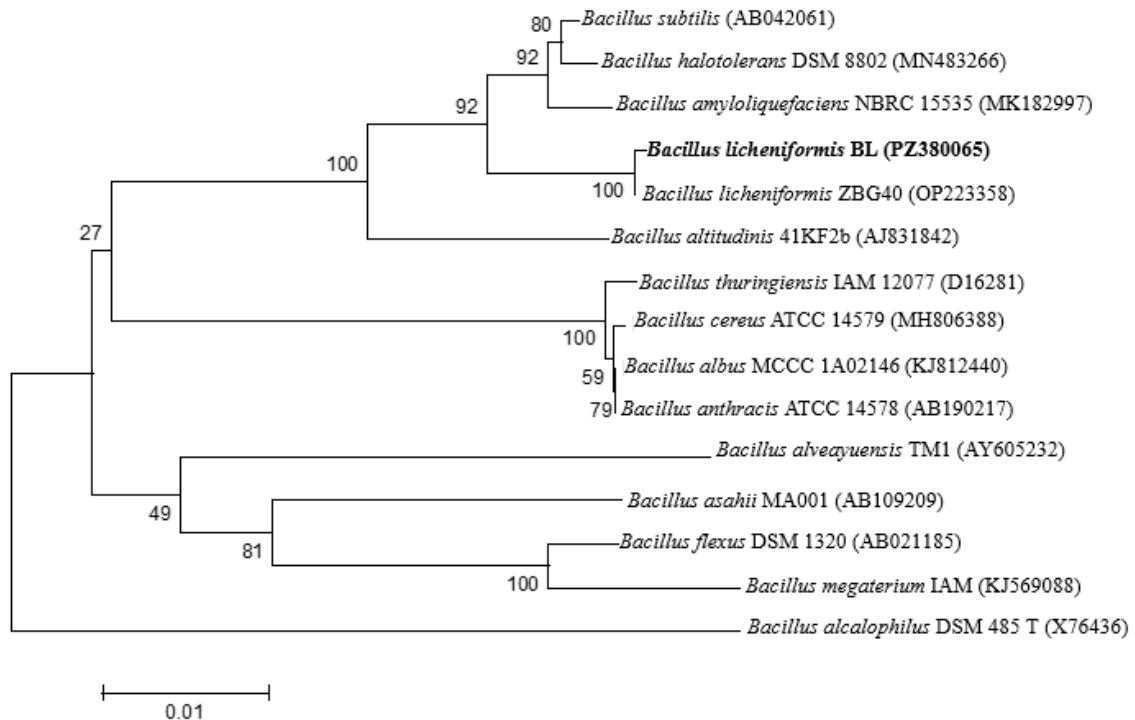 80
Bacillus subtilis (AB042061)
92
Bacillus halotolerans DSM 8802 (MN483266)
92
Bacillus amyloliquefaciens NBRC 15535 (MK182997)
100
Bacillus licheniformis BL (PZ380065)
100
Bacillus licheniformis ZBG40 (OP223358)
27
Bacillus altitudinis 41KF2b (AJ831842)
Bacillus thuringiensis IAM 12077 (D16281)
100
Bacillus cereus ATCC 14579 (MH806388)
59
Bacillus albus MCCC 1A02146 (KJ812440)
79
Bacillus anthracis ATCC 14578 (AB190217)
Bacillus alveayuensis TM1 (AY605232)
49
Bacillus asahii MA001 (AB109209)
81
Bacillus flexus DSM 1320 (AB021185)
100
Bacillus megaterium IAM (KJ569088)
Bacillus alcalophilus DSM 485 T (X76436)
0.01